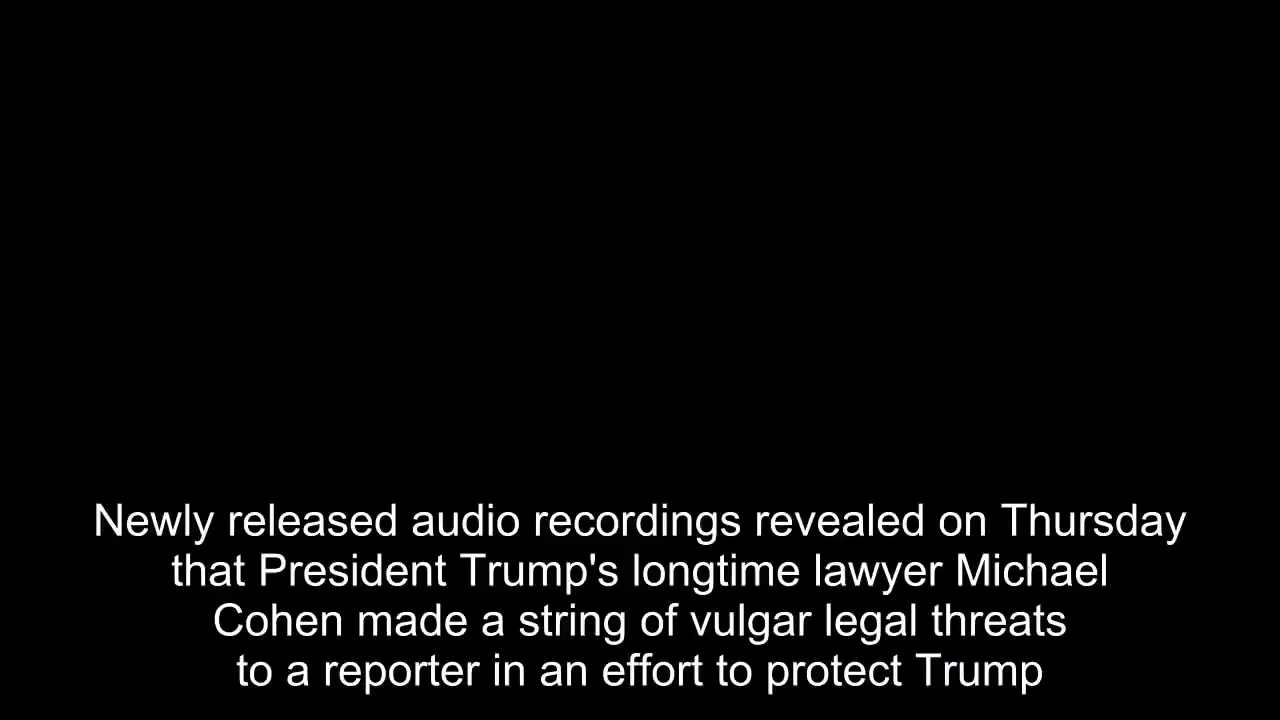 Newly released audio recordings revealed on Thursday
that President Trump's longtime lawyer Michael
Cohen made a string of vulgar legal threats
to a reporter in an effort to protect Trump